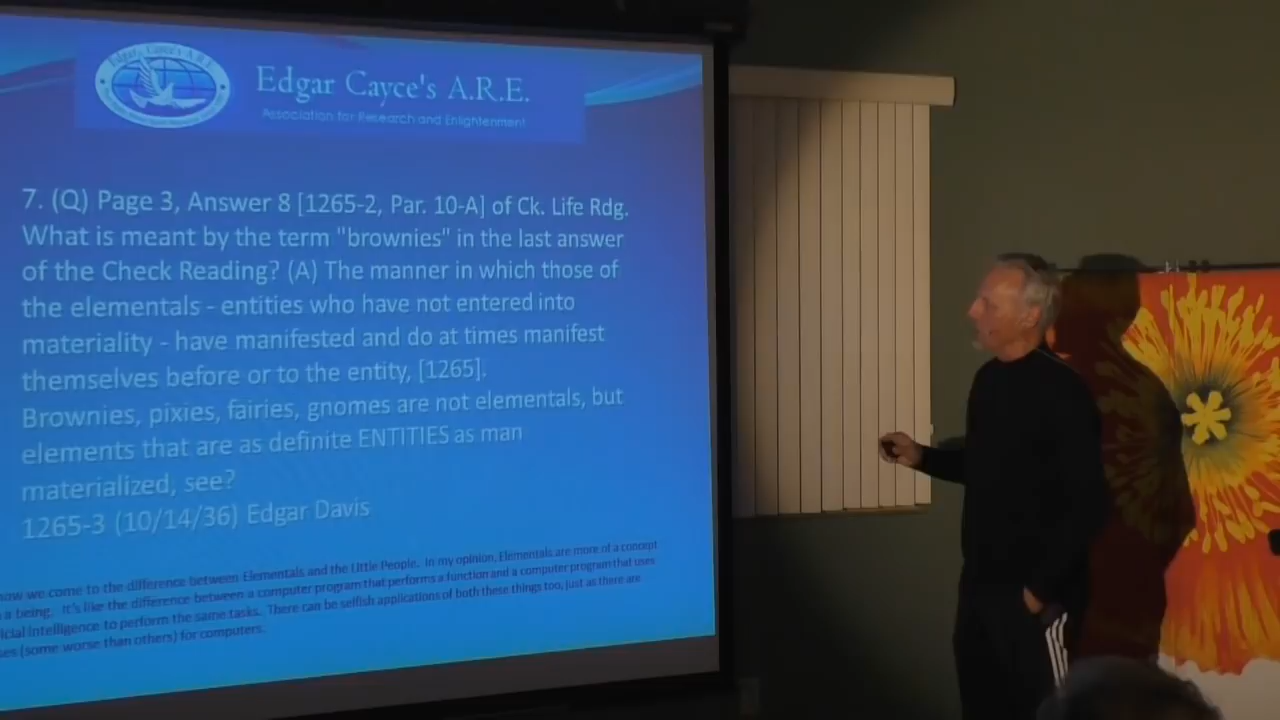 Edgar Cayce's A.R.E.
Edgar Cayce's A.R.E.
Association for Research and Enlightenment
7. (Q) Page 3, Answer 8 [1265-2, Par. 10-A] of Ck. Life Rdg.
What is meant by the term "brownies" in the last answer
of the Check Reading? (A) The manner in which those of
the elementals - entities who have not entered into
materiality - have manifested and do at times manifest
themselves before or to the entity, [1265].
Brownies, pixies, fairies, gnomes are not elementals, but
elements that are as definite ENTITIES as man
materialized, see?
1265-3 (10/14/36) Edgar Davis
now we come to the difference between Elementals and the Little People. In my opinion, Elementals are more of a concept
a being. It's like the difference between a computer program that performs a function and a computer program that uses
icial intelligence to perform the same tasks. There can be selfish applications of both these things too, just as there are
ses (some worse than others) for computers.